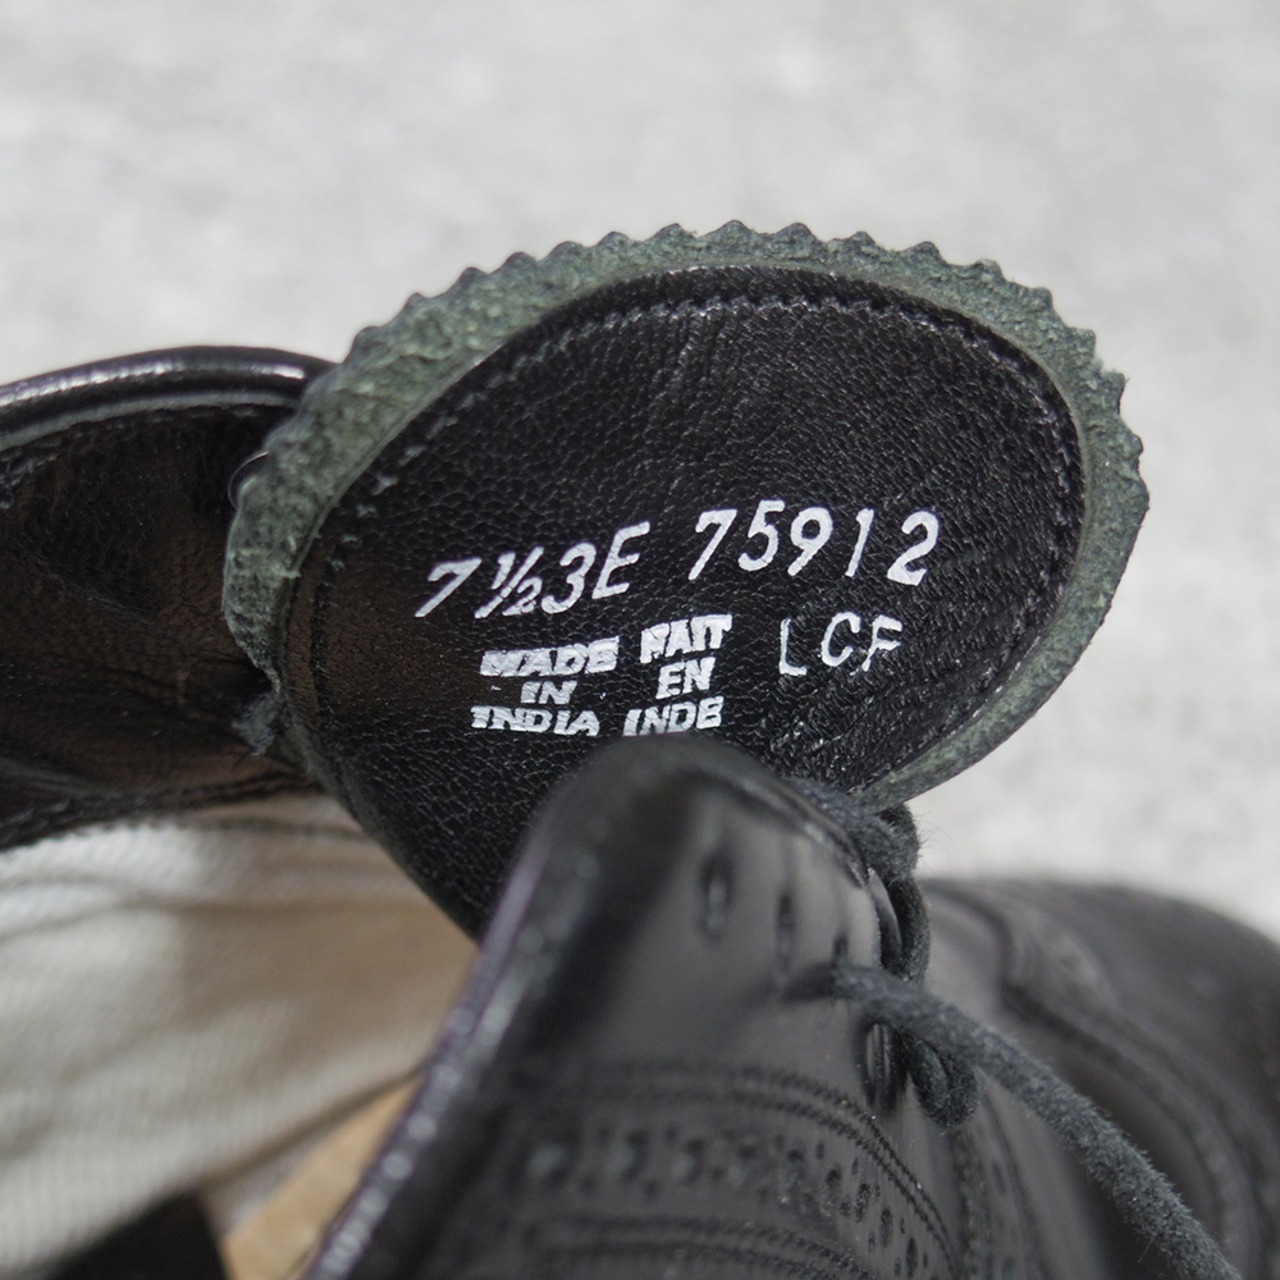 7½3E 75912
MADE FAIT LCF
IN EN
INDIA INDE